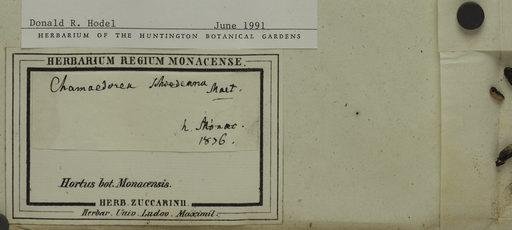 Donald R. Hodel June 1991
HERBARIUM OF THE HUNTINGTON BOTANICAL GARDENS
HERBARIUM REGIUM MONACENSE.
Chamaedorea Schiedeana Mart.
h. Monac.
1836.
Hortus bot. Monacensis.
HERB. ZUCCARINII.
Herbar. Univ. Ludov. Maximil.